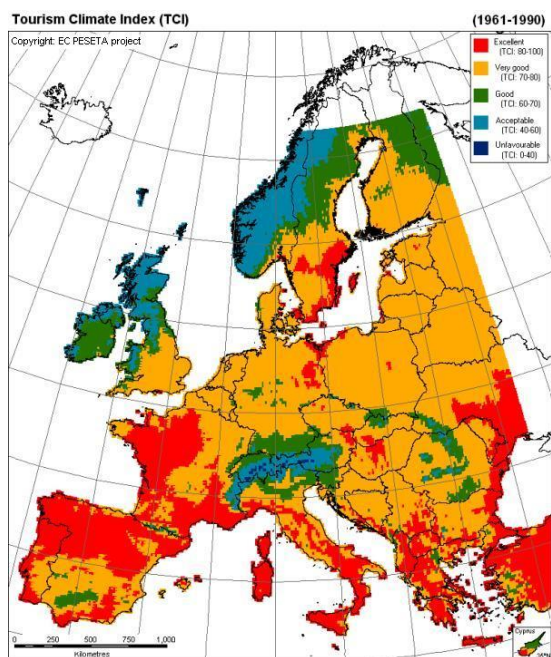 Tourism Climate Index (TCI) (1961-1990)
Copyright: EC PESETA project
Excellent
(TCI: 80-100)
Very good
(TCI: 70-80)
Good
(TCI: 60-70)
Acceptable
(TCI: 40-60)
Unfavourable
(TCI: 0-40)
0 250 500 750 1,000
Kilometres
Cyprus